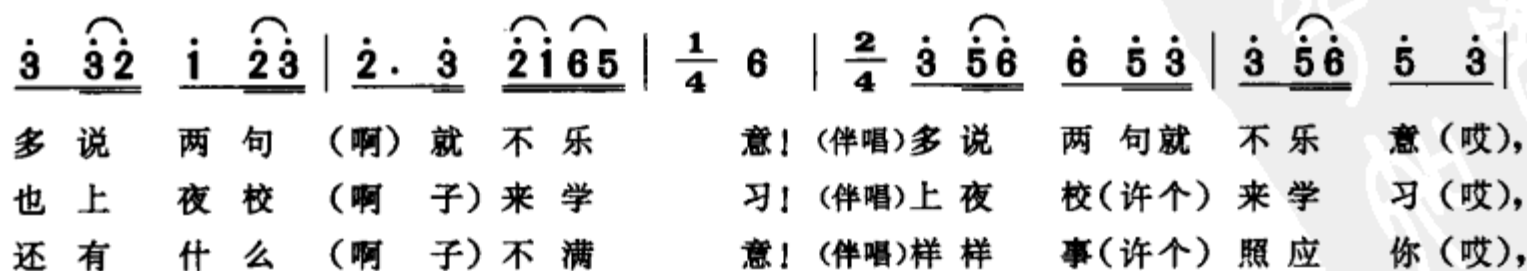 3 32 1 23 | 2. 3 2165 | 1/4 6 | 2/4 3 56 6 53 | 3 56 5 3 |
多说 两句 (啊)就 不乐 意!(伴唱)多说 两句就 不乐 意(哎),
也上 夜校 (啊 子)来学 习!(伴唱)上夜 校(许个)来学 习(哎),
还有 什么 (啊 子)不满 意!(伴唱)样样 事(许个)照应 你(哎),